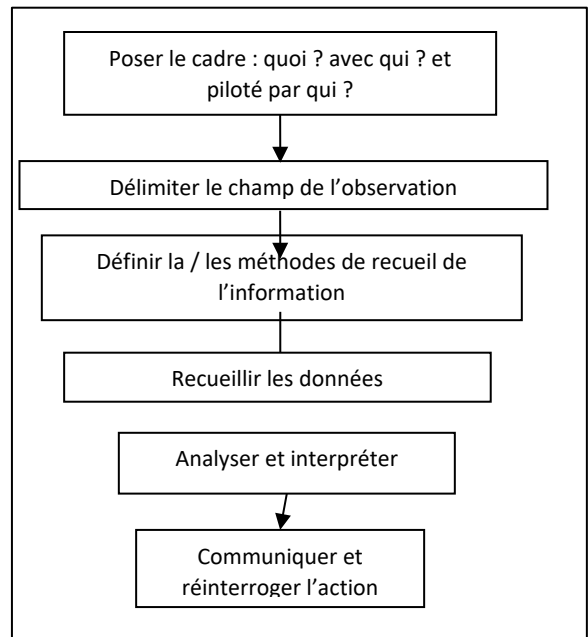 Poser le cadre : quoi ? avec qui ? et
piloté par qui ?
Délimiter le champ de l’observation
Définir la / les méthodes de recueil de
l’information
Recueillir les données
Analyser et interpréter
Communiquer et
réinterroger l’action